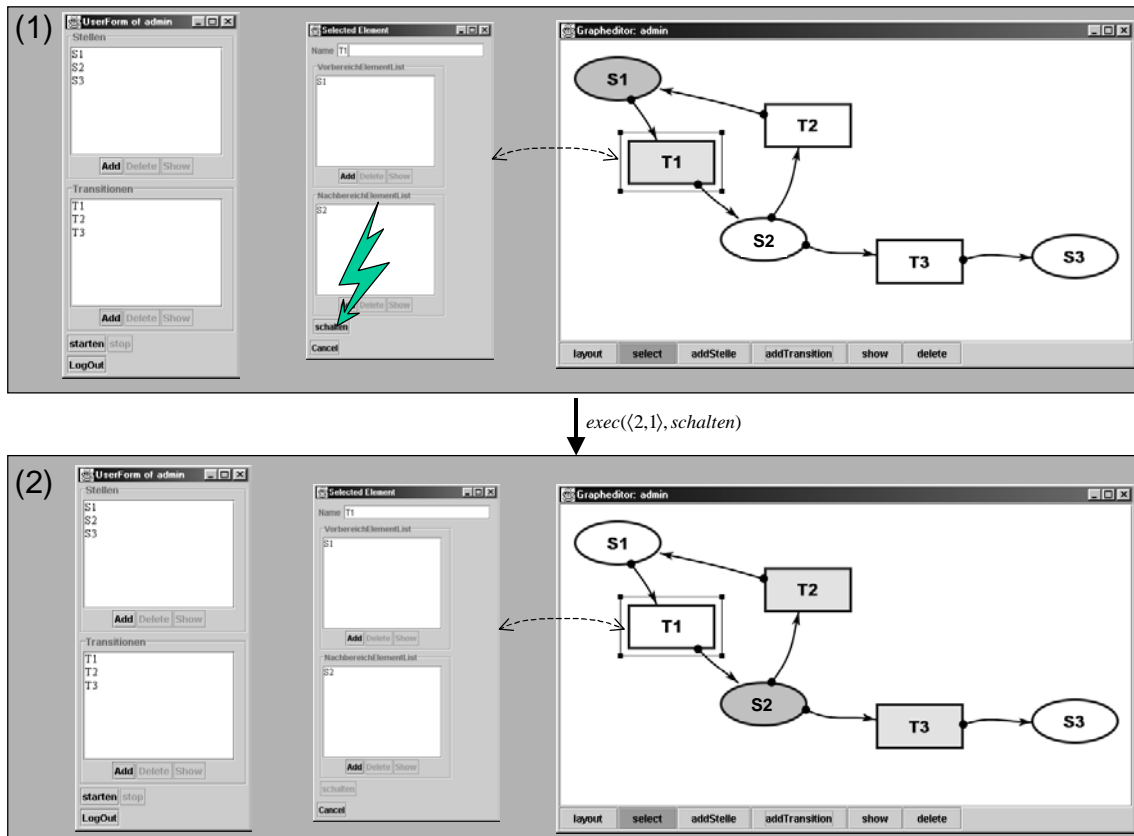 (1)
UserForm of admin
Stellen
S1
S2
S3
Add Delete Show
Transitionen
T1
T2
T3
Add Delete Show
starten stop
LogOut
Selected Element
Name T1
VorbereichElementList
S1
Add Delete Show
NachbereichElementList
S2
Delete Show
schalten
Cancel
Grapheditor: admin
S1
T2
T1
S2
T3
S3
layout select addStelle addTransition show delete
exec(⟨2,1⟩, schalten)
(2)
UserForm of admin
Stellen
S1
S2
S3
Add Delete Show
Transitionen
T1
T2
T3
Add Delete Show
starten stop
LogOut
Selected Element
Name T1
VorbereichElementList
S1
Add Delete Show
NachbereichElementList
S2
Add Delete Show
schalten
Cancel
Grapheditor: admin
S1
T2
T1
S2
T3
S3
layout select addStelle addTransition show delete